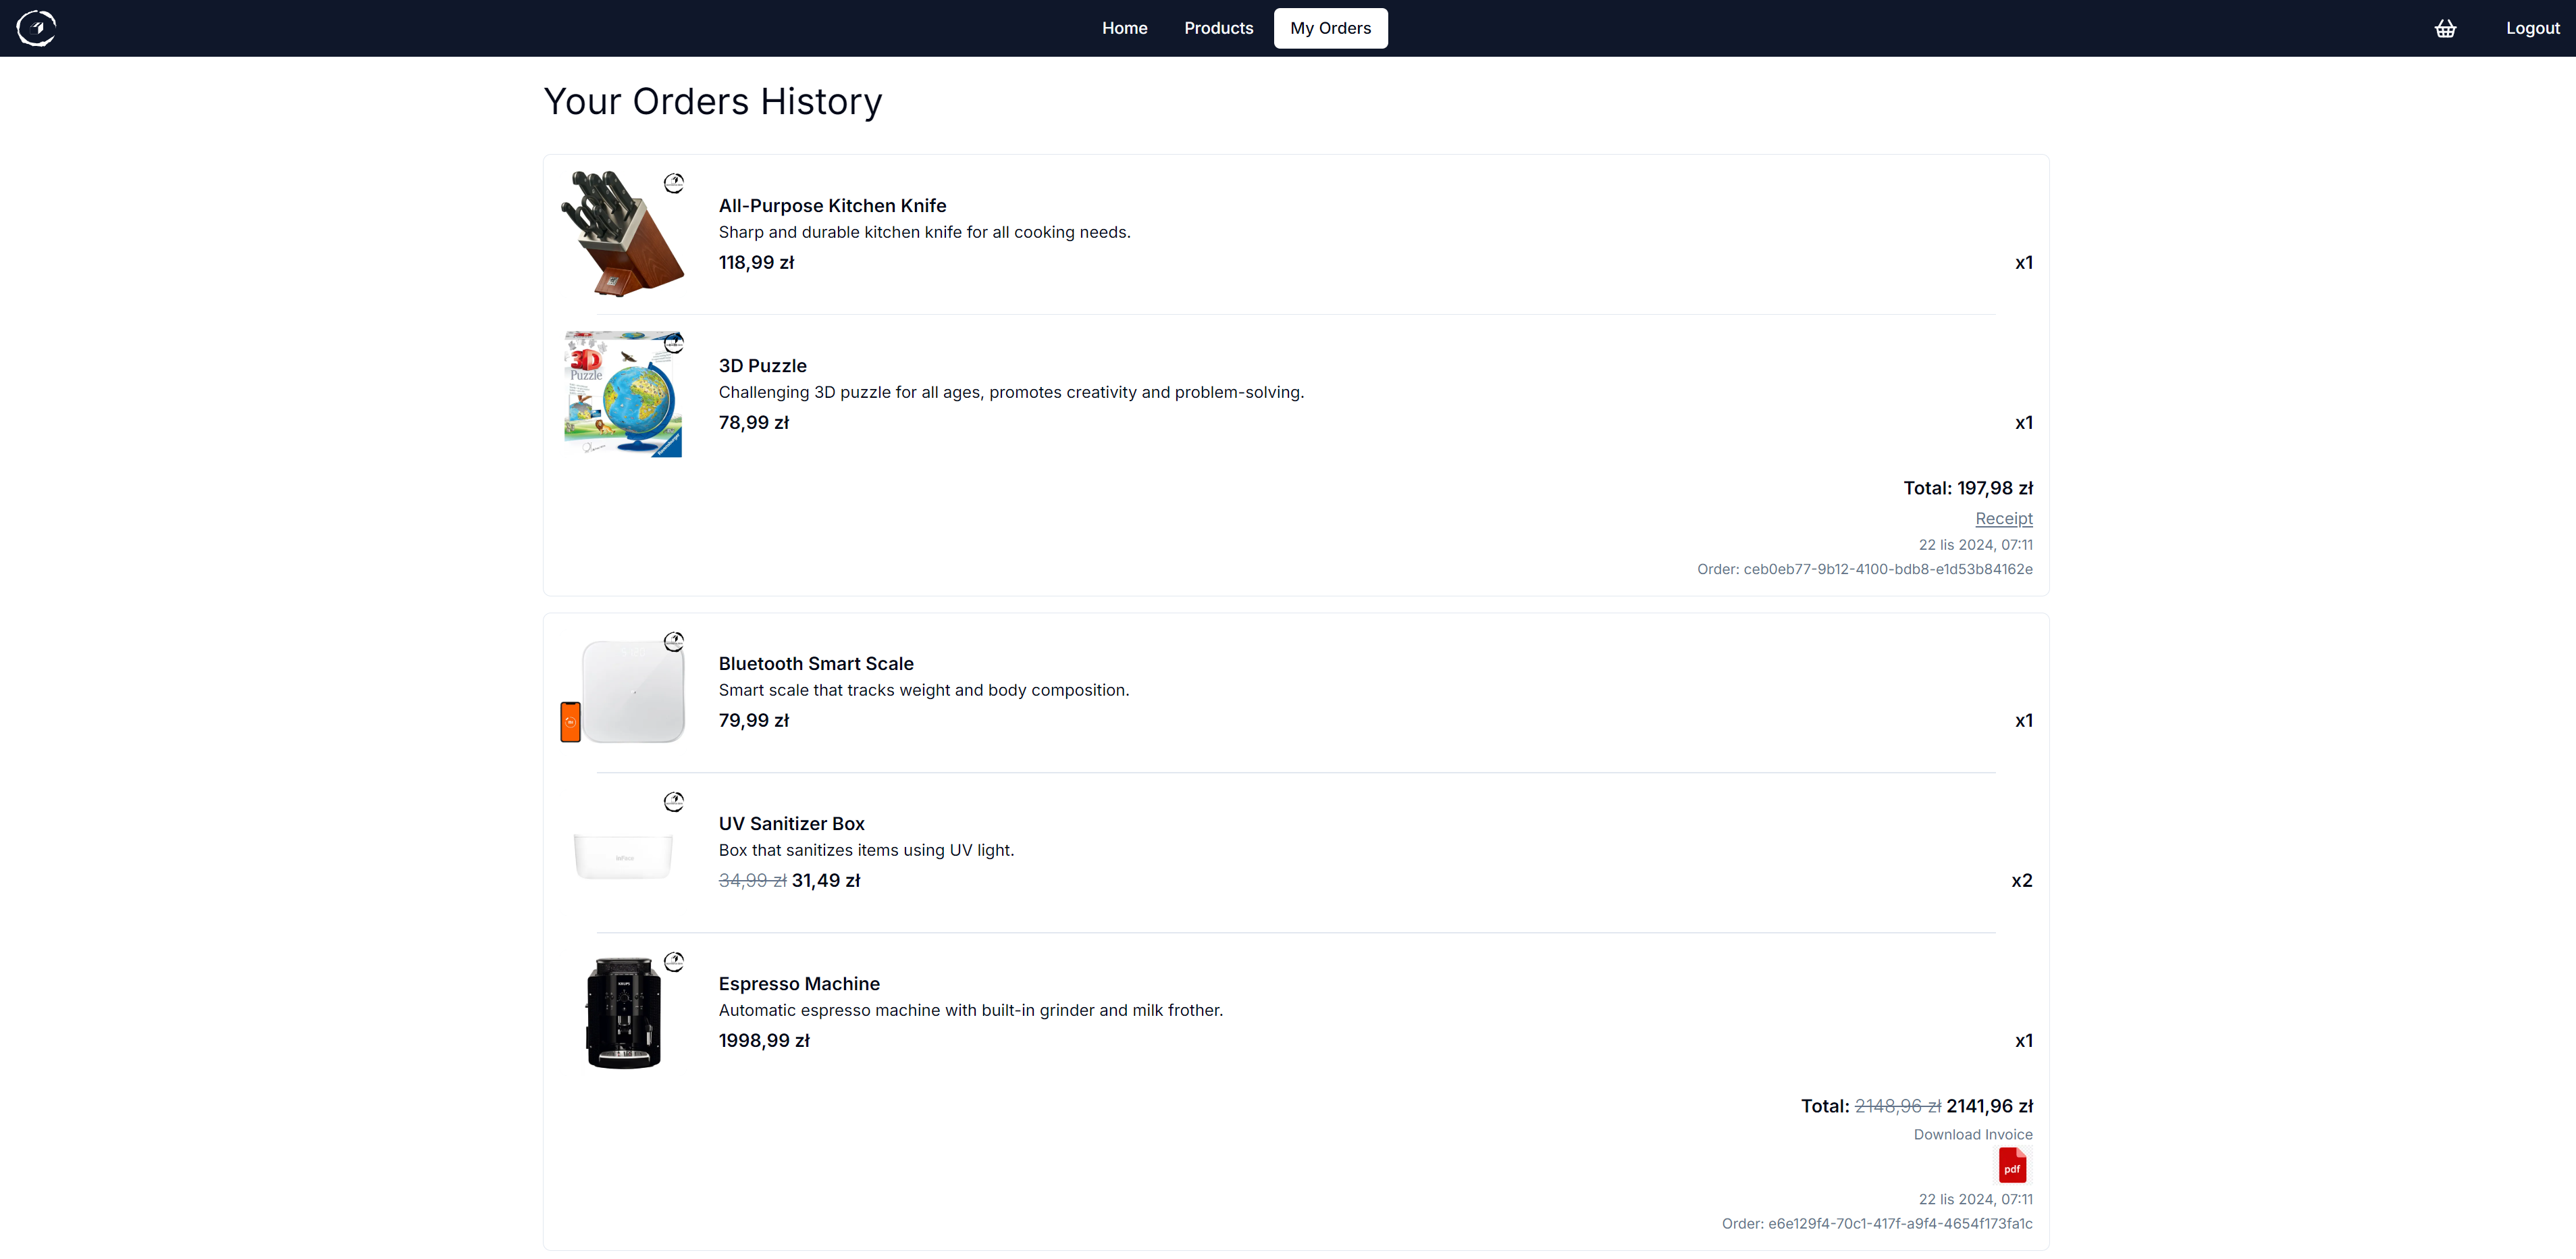 Home
Products
My Orders
Logout
Your Orders History
All-Purpose Kitchen Knife
Sharp and durable kitchen knife for all cooking needs.
118,99 zł
x1
3D
Puzzle
3D Puzzle
Challenging 3D puzzle for all ages, promotes creativity and problem-solving.
78,99 zł
x1
Total: 197,98 zł
Receipt
22 lis 2024, 07:11
Order: ceb0eb77-9b12-4100-bdb8-e1d53b84162e
Bluetooth Smart Scale
Smart scale that tracks weight and body composition.
79,99 zł
x1
UV Sanitizer Box
Box that sanitizes items using UV light.
34,99 zł 31,49 zł
x2
KRUPS
Espresso Machine
Automatic espresso machine with built-in grinder and milk frother.
1998,99 zł
x1
Total: 2148,96 zł 2141,96 zł
Download Invoice
pdf
22 lis 2024, 07:11
Order: e6e129f4-70c1-417f-a9f4-4654f173fa1c